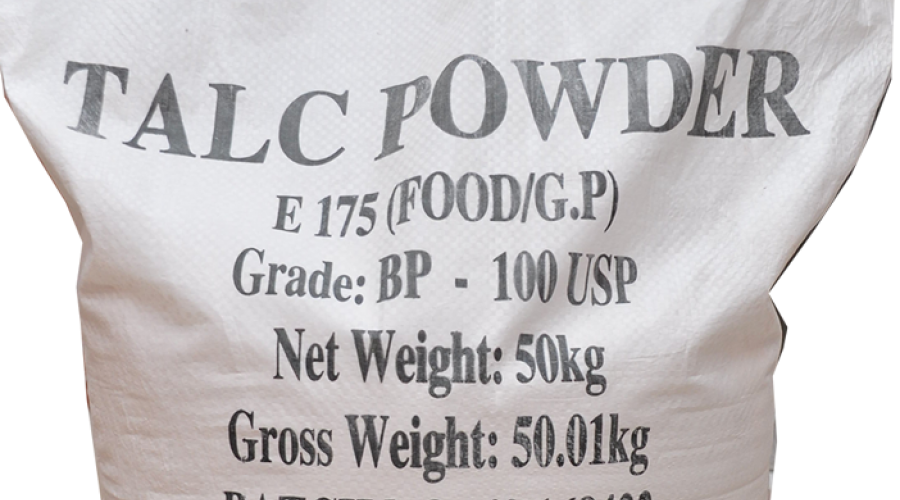 TALC POWDER
E 175 (FOOD/G.P)
Grade: BP - 100 USP
Net Weight: 50kg
Gross Weight: 50.01kg